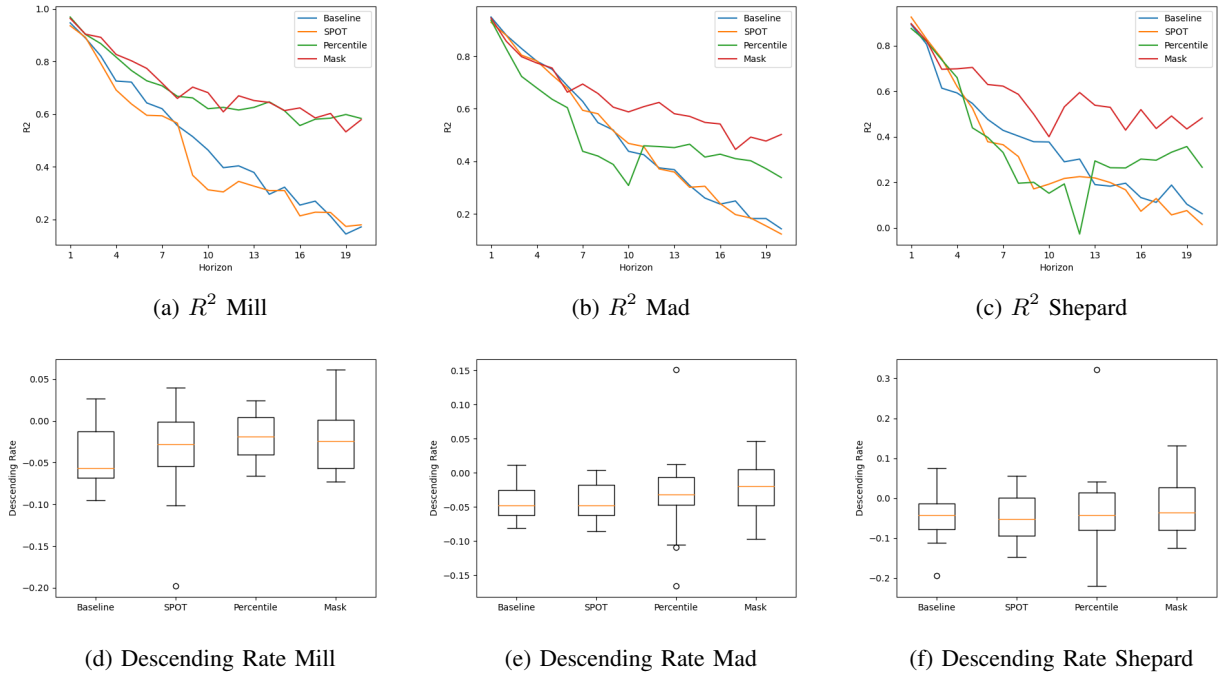 1.0
0.8
0.6
0.4
0.2
R2
1 4 7 10 13 16 19
Horizon
Baseline
SPOT
Percentile
Mask
(a) R² Mill
0.8
0.6
0.4
0.2
R2
1 4 7 10 13 16 19
Horizon
Baseline
SPOT
Percentile
Mask
(b) R² Mad
0.8
0.6
0.4
0.2
0.0
R2
1 4 7 10 13 16 19
Horizon
Baseline
SPOT
Percentile
Mask
(c) R² Shepard
0.05
0.00
−0.05
−0.10
−0.15
−0.20
Descending Rate
Baseline SPOT Percentile Mask
(d) Descending Rate Mill
0.15
0.10
0.05
0.00
−0.05
−0.10
−0.15
Descending Rate
Baseline SPOT Percentile Mask
(e) Descending Rate Mad
0.3
0.2
0.1
0.0
−0.1
−0.2
Descending Rate
Baseline SPOT Percentile Mask
(f) Descending Rate Shepard